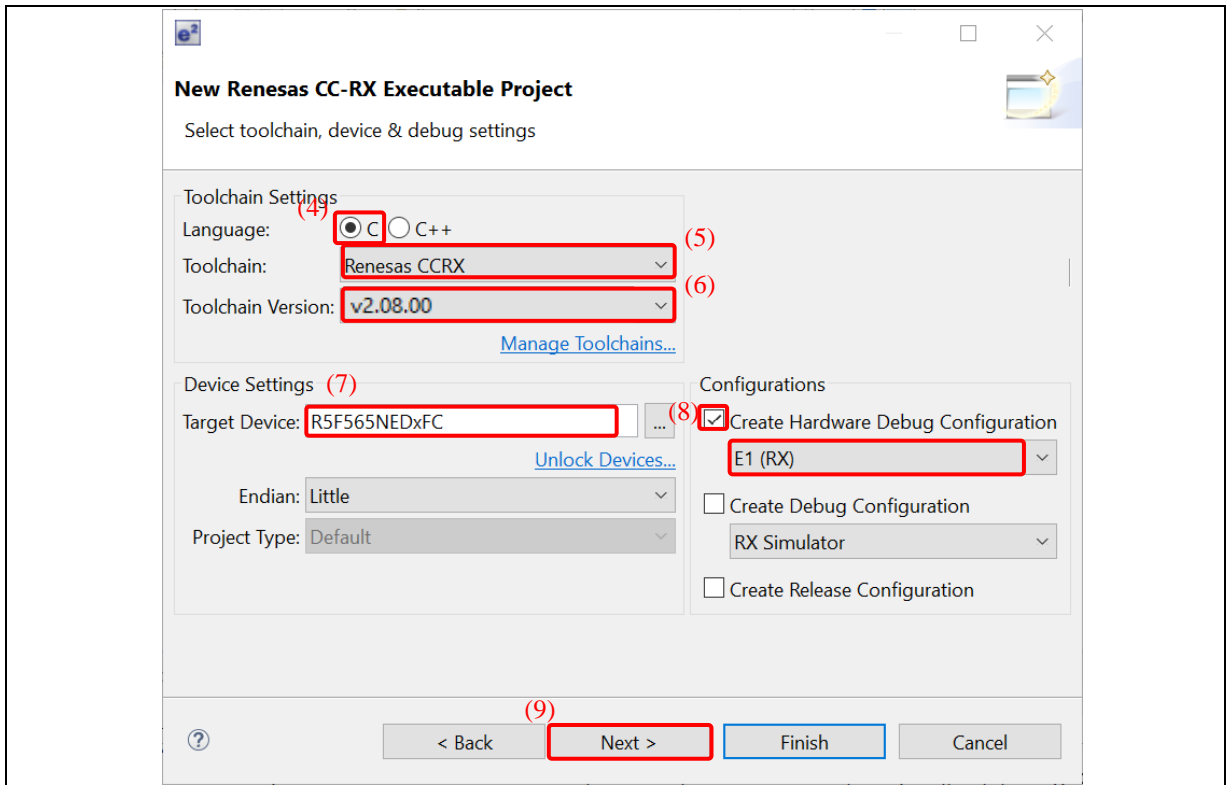 e²
New Renesas CC-RX Executable Project
Select toolchain, device & debug settings
Toolchain Settings
(4)
Language: C C++
(5)
Toolchain: Renesas CCRX
(6)
Toolchain Version: v2.08.00
Manage Toolchains...
Device Settings (7)
Target Device: R5F565NEDxFC ...
Unlock Devices...
Endian: Little
Project Type: Default
Configurations
(8) Create Hardware Debug Configuration
E1 (RX)
Create Debug Configuration
RX Simulator
Create Release Configuration
(9)
? < Back Next > Finish Cancel